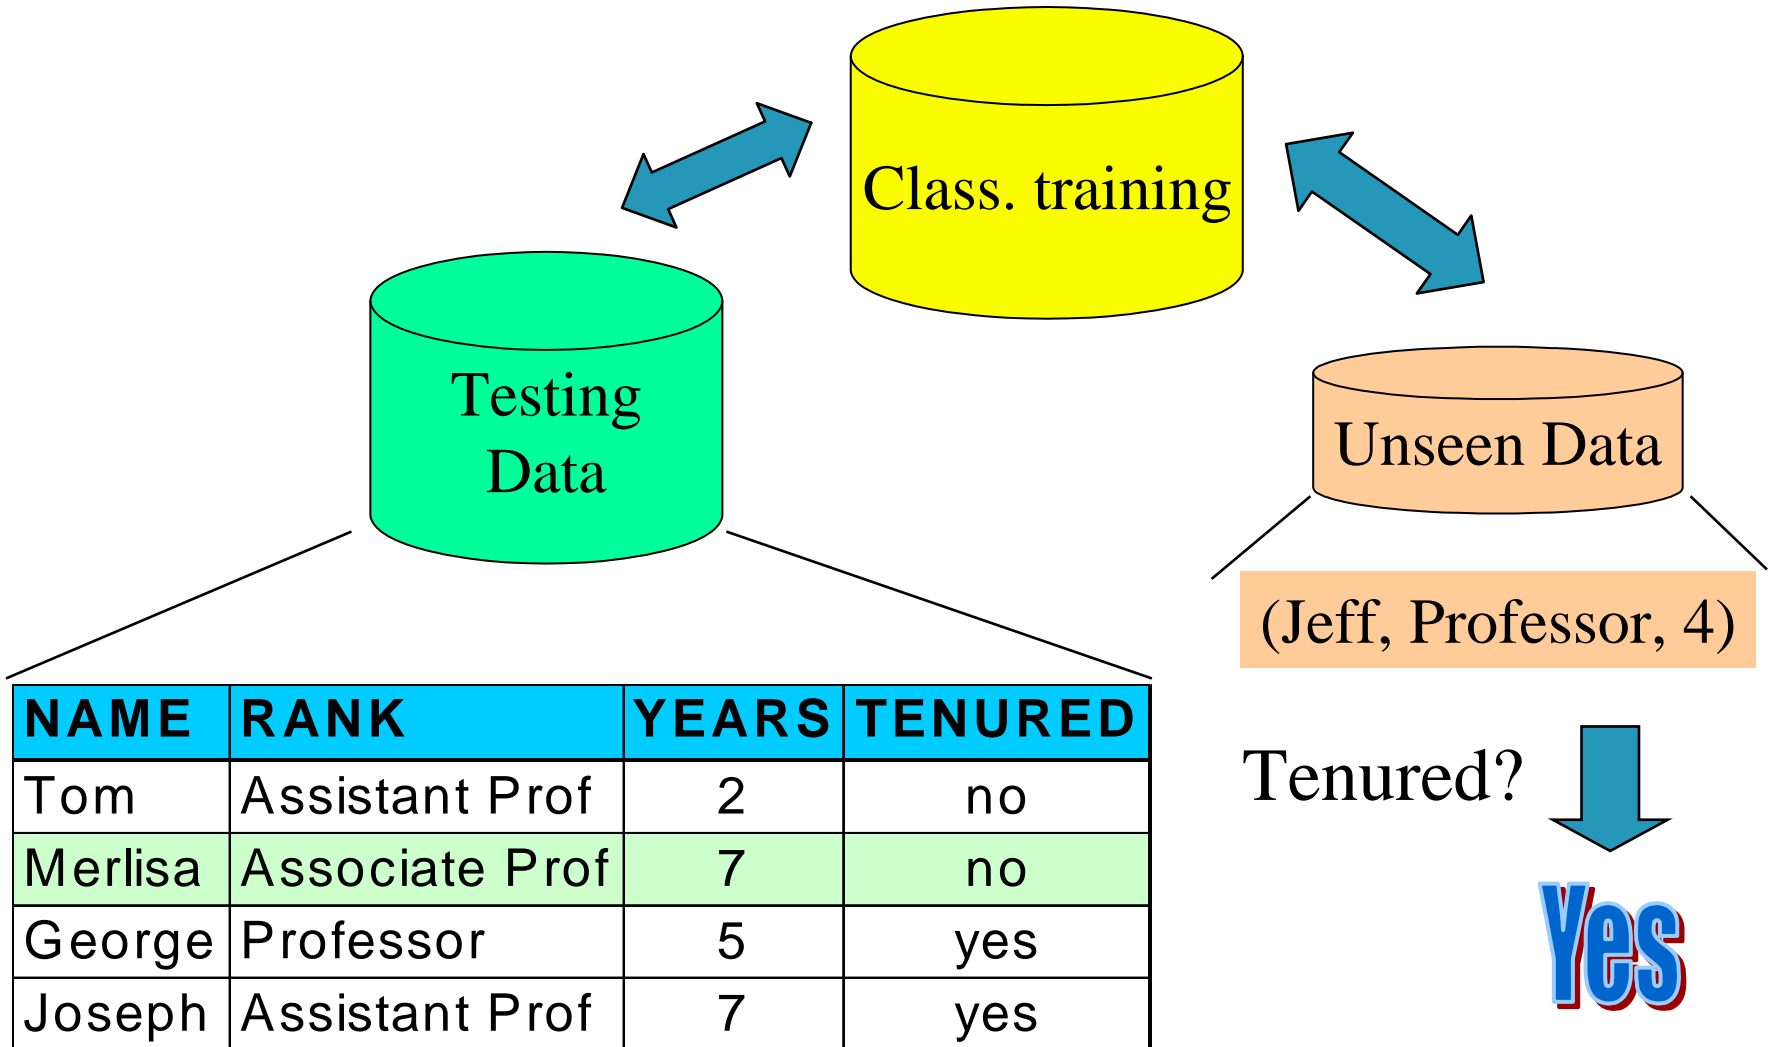 Class. training
Testing
Data
Unseen Data
(Jeff, Professor, 4)
NAME RANK YEARS TENURED
Tom Assistant Prof 2 no
Merlisa Associate Prof 7 no
George Professor 5 yes
Joseph Assistant Prof 7 yes
Tenured?
Yes